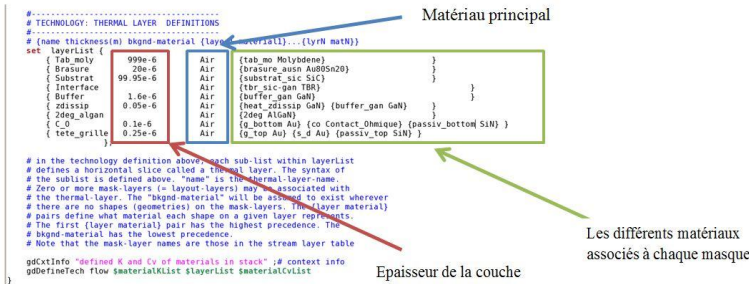 #-------------------------------------
# TECHNOLOGY: THERMAL LAYER DEFINITIONS
#-------------------------------------
# {name thickness(m) bkgnd-material {layer material1}...{lyrN matN}}
set layerList {
{ Tab_moly 999e-6 Air {tab_mo Molybdene} }
{ Brasure 20e-6 Air {brasure_ausn Au80Sn20} }
{ Substrat 99.95e-6 Air {substrat_sic SiC} }
{ Interface Air {tbr_sic-gan TBR} }
{ Buffer 1.6e-6 Air {buffer_gan GaN} }
{ zdissip 0.05e-6 Air {heat_zdissip GaN} {buffer_gan GaN} }
{ 2deg_algan Air {2deg AlGaN} }
{ C_O 0.1e-6 Air {g_bottom Au} {co Contact_Ohmique} {passiv_bottom SiN} }
{ tete_grille 0.25e-6 Air {g_top Au} {s_d Au} {passiv_top SiN} }
};
# in the technology definition above, each sub-list within layerList
# defines a horizontal slice called a thermal layer. The syntax of
# the sublist is defined above. "name" is the thermal-layer-name.
# Zero or more mask-layers (= layout-layers) may be associated with
# the thermal-layer. The "bkgnd-material" will be assumed to exist wherever
# there are no shapes (geometries) on the mask-layers. The {layer material}
# pairs define what material each shape on a given layer represents.
# The first {layer material} pair has the highest precedence. The
# bkgnd-material has the lowest precedence.
# Note that the mask-layer names are those in the stream layer table
gdCxtInfo "defined K and Cv of materials in stack" ;# context info
gdDefineTech flow $materialKList $layerList $materialCvList
}
Matériau principal
Epaisseur de la couche
Les différents matériaux
associés à chaque masque